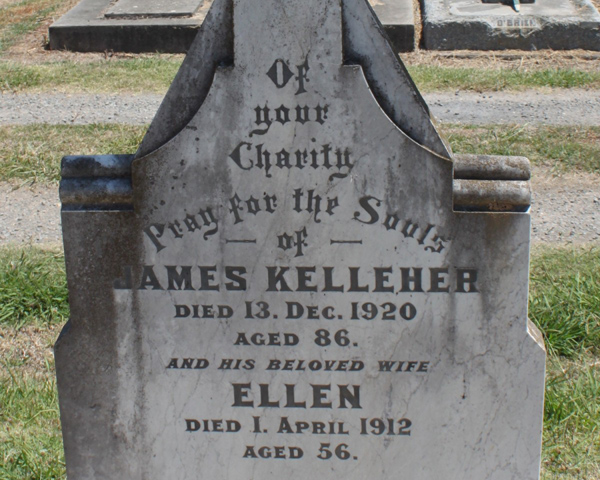 O'BRIEN
Of
your
Charity
Pray for the Souls
— of —
JAMES KELLEHER
DIED 13. DEC. 1920
AGED 86.
AND HIS BELOVED WIFE
ELLEN
DIED 1. APRIL 1912
AGED 56.